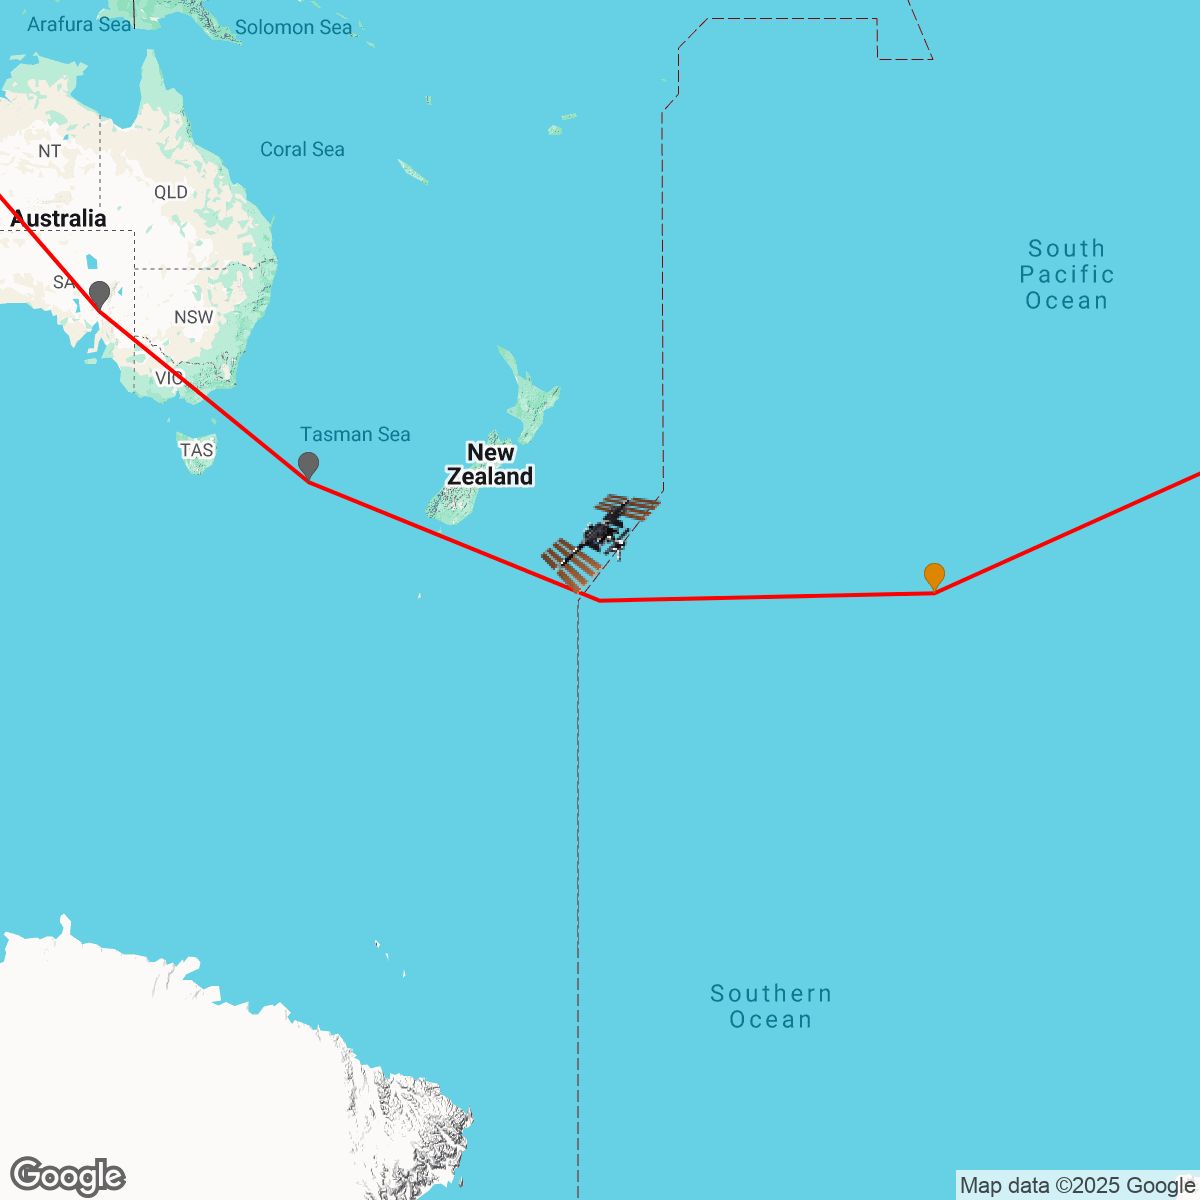 Arafura Sea
Solomon Sea
Coral Sea
NT
QLD
Australia
South
Pacific
Ocean
SA
NSW
VIC
Tasman Sea
TAS
New
Zealand
Southern
Ocean
Google
Map data ©2025 Google